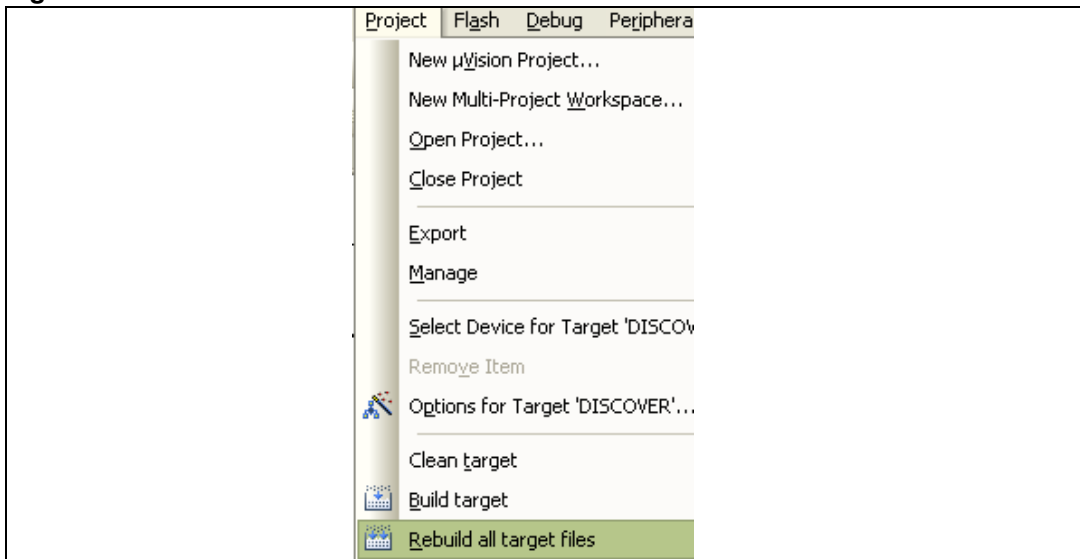 Project Flash Debug Periphera
New µVision Project...
New Multi-Project Workspace...
Open Project...
Close Project
Export
Manage
Select Device for Target 'DISCOV
Remove Item
Options for Target 'DISCOVER'...
Clean target
Build target
Rebuild all target files